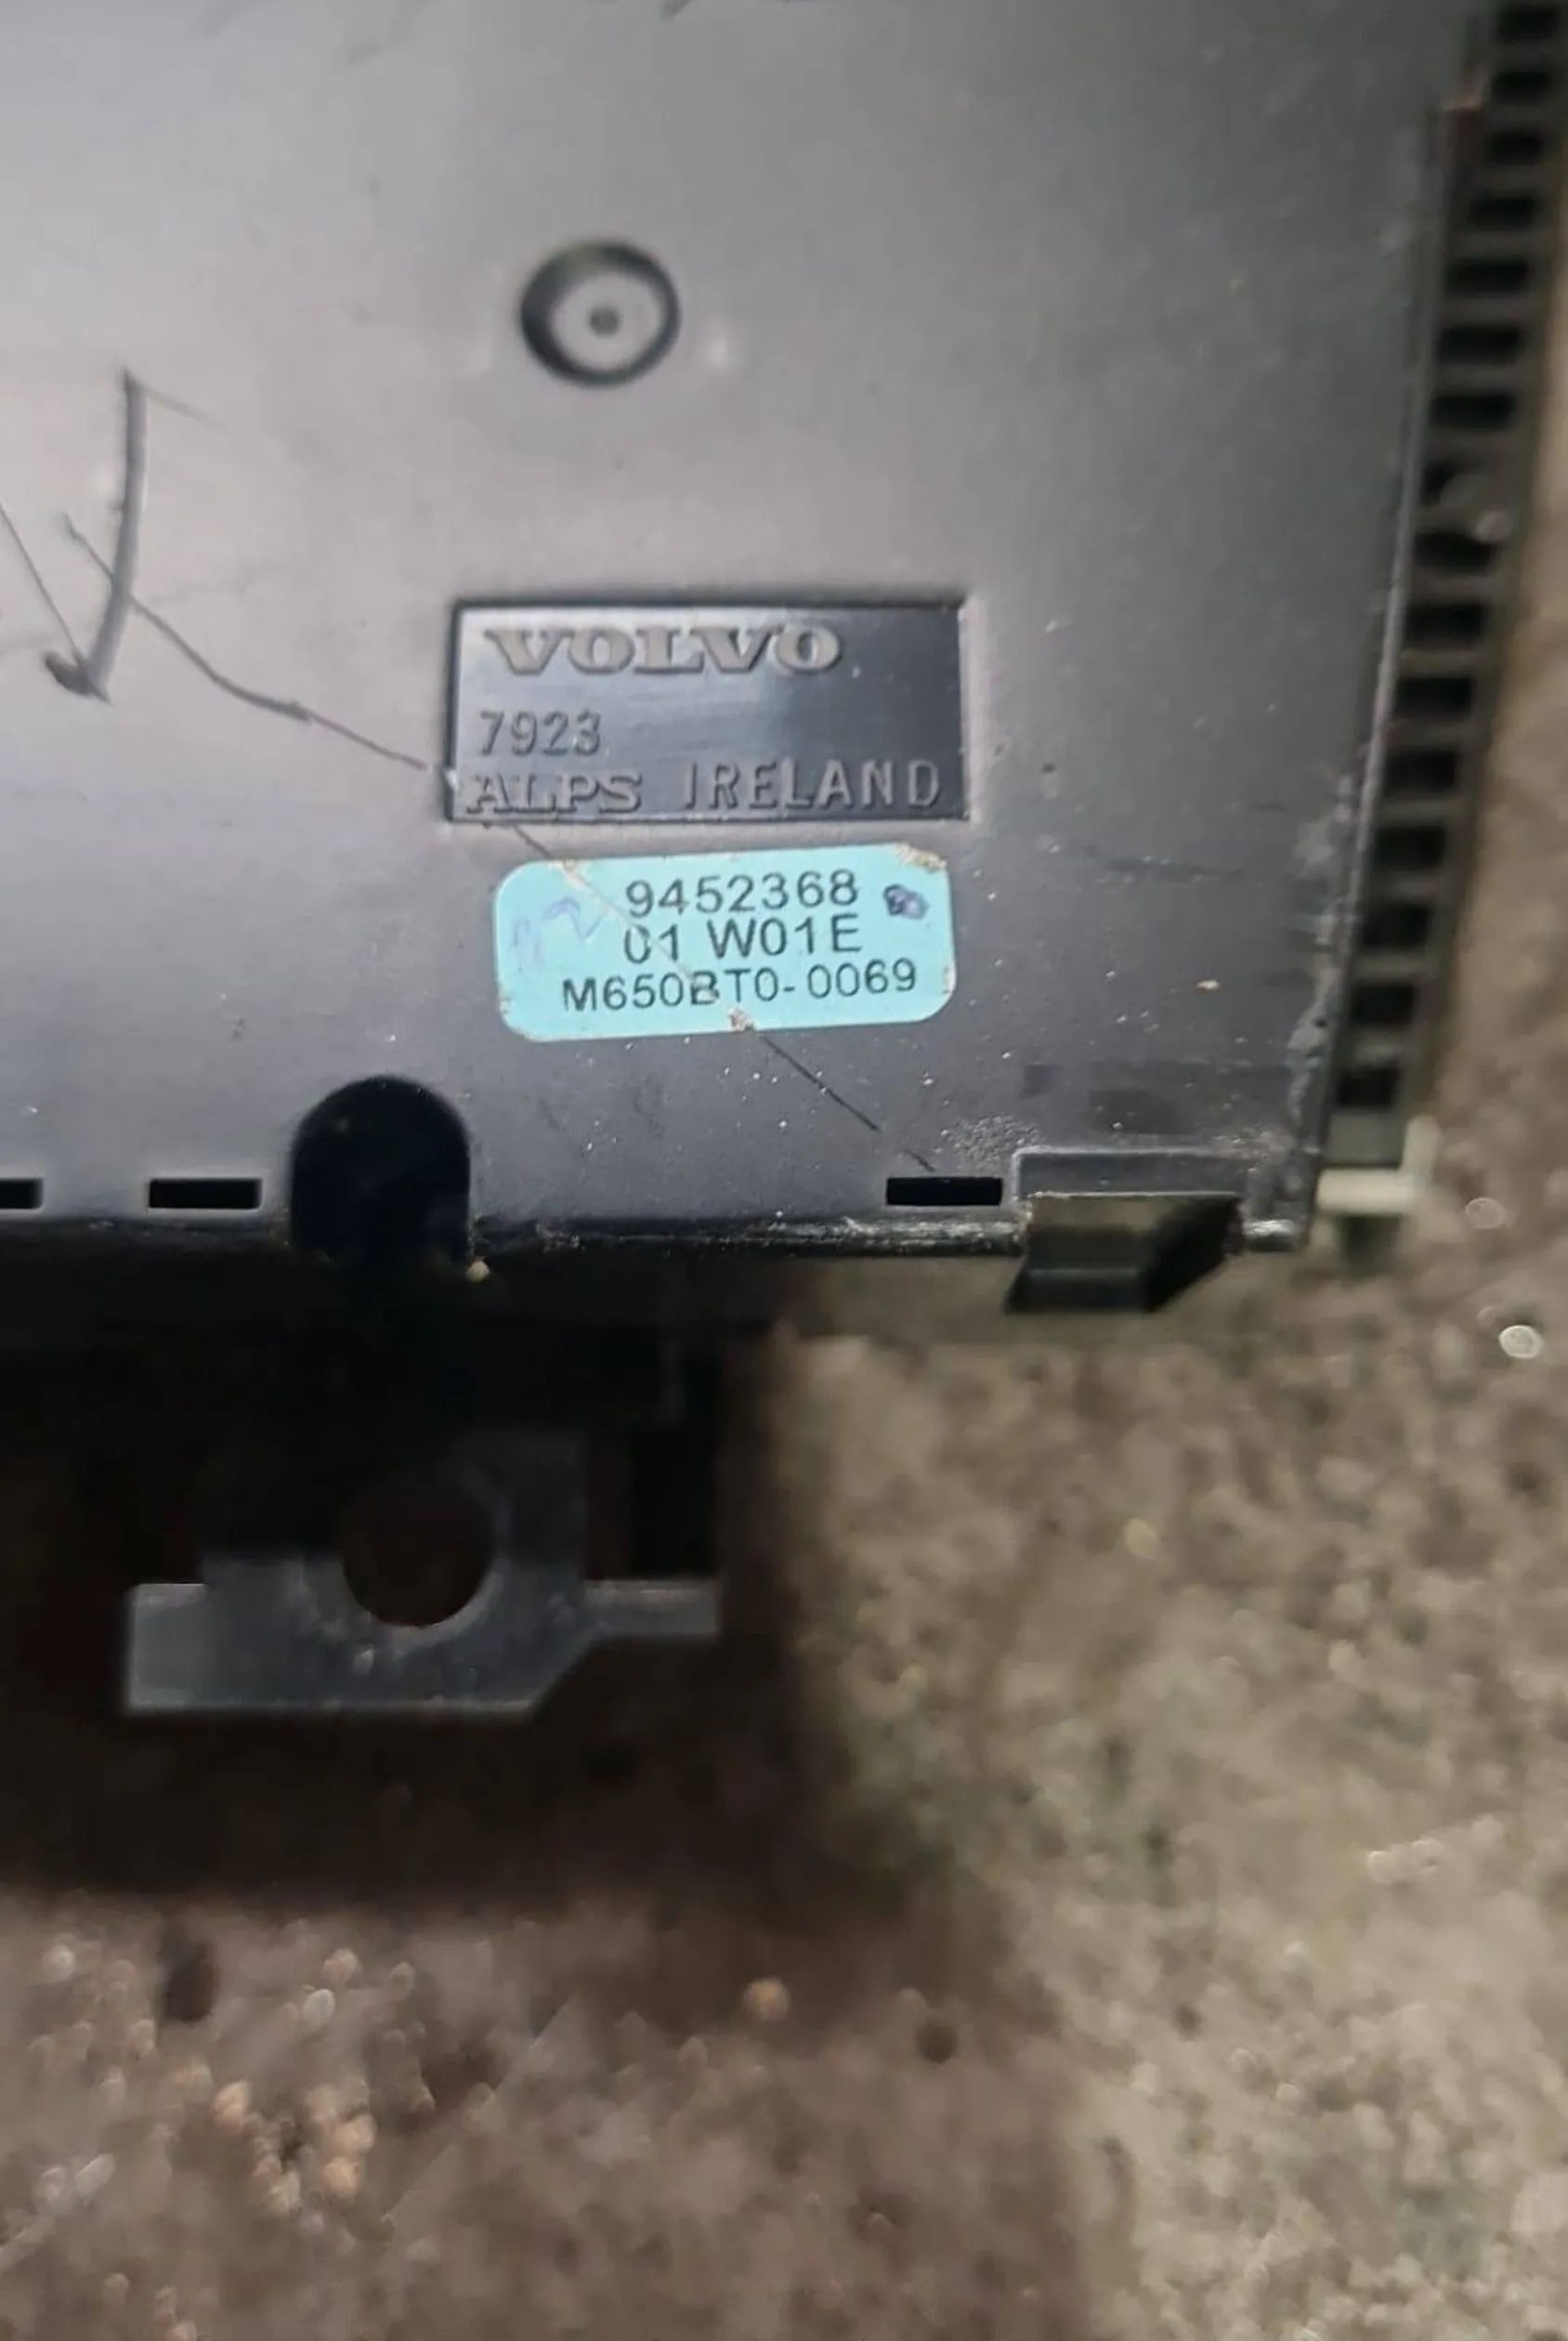 VOLVO
7923
ALPS IRELAND
9452368
01 W01E
M650BT0-0069